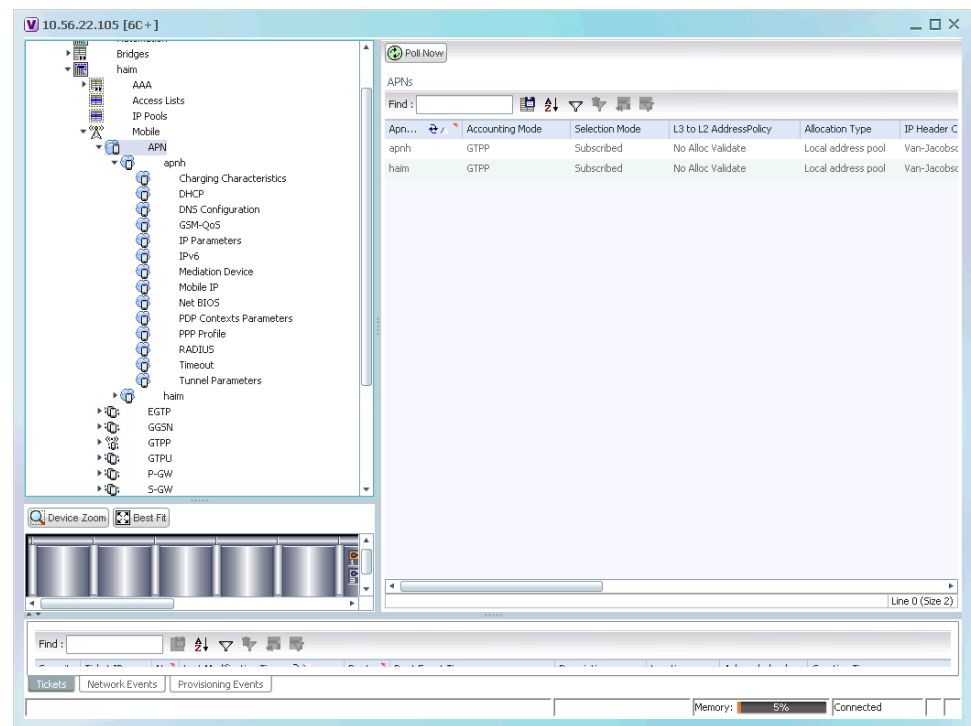 10.56.22.105 [6C+]
Bridges
haim
AAA
Access Lists
IP Pools
Mobile
APN
apnh
Charging Characteristics
DHCP
DNS Configuration
GSM-QoS
IP Parameters
IPv6
Mediation Device
Mobile IP
Net BIOS
PDP Contexts Parameters
PPP Profile
RADIUS
Timeout
Tunnel Parameters
haim
EGTP
GGSN
GTPP
GTPU
P-GW
S-GW
Device Zoom Best Fit
Poll Now
APNs
Find :
Apn... Accounting Mode Selection Mode L3 to L2 AddressPolicy Allocation Type IP Header C
apnh GTPP Subscribed No Alloc Validate Local address pool Van-Jacobsc
haim GTPP Subscribed No Alloc Validate Local address pool Van-Jacobsc
Line 0 (Size 2)
Find :
Tickets Network Events Provisioning Events
Memory: 5% Connected